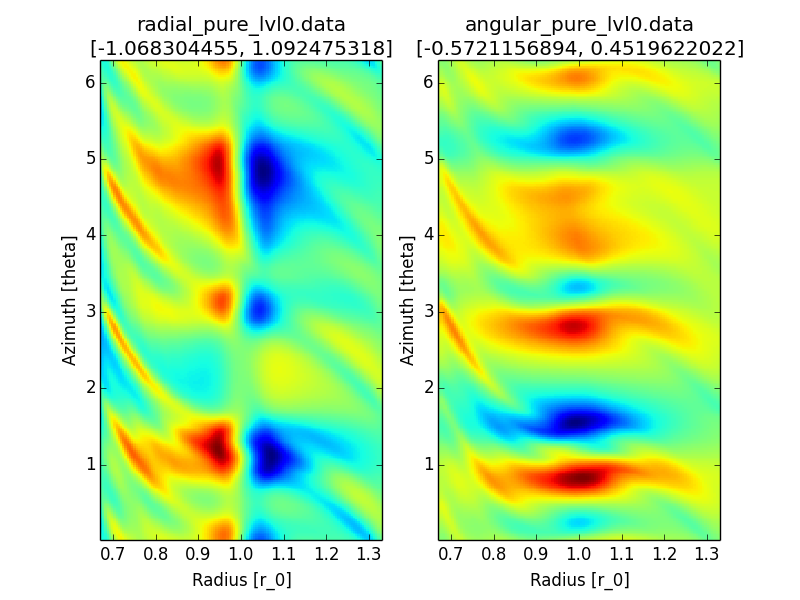 radial_pure_lvl0.data
[-1.068304455, 1.092475318]
6
5
4
3
2
1
Azimuth [theta]
0.7 0.8 0.9 1.0 1.1 1.2 1.3
Radius [r_0]
angular_pure_lvl0.data
[-0.5721156894, 0.4519622022]
6
5
4
3
2
1
Azimuth [theta]
0.7 0.8 0.9 1.0 1.1 1.2 1.3
Radius [r_0]